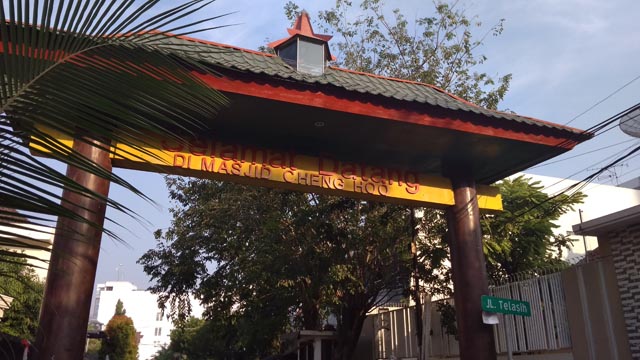 Selamat Datang
DI MASJID CHENG HOO
JL. Telasih